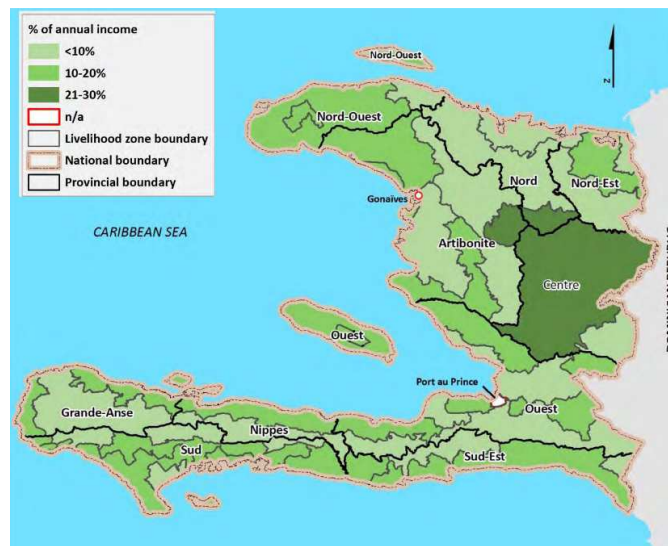 % of annual income
<10%
10-20%
21-30%
n/a
Livelihood zone boundary
National boundary
Provincial boundary
Nord-Ouest
z
Nord-Ouest
Nord
Nord-Est
Gonaïves
CARIBBEAN SEA
Artibonite
Centre
Ouest
Port au Prince
Grande-Anse
Ouest
Nippes
Sud
Sud-Est